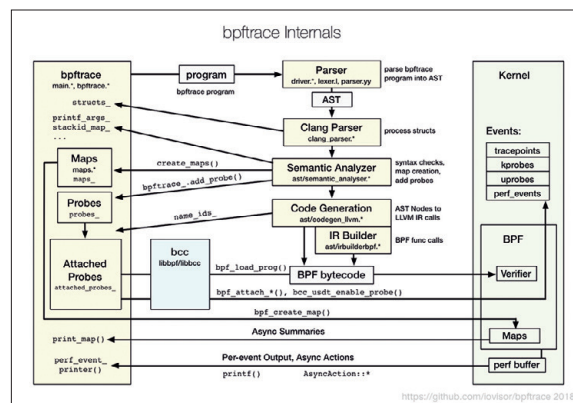 bpftrace Internals
bpftrace
main.*, bpftrace.*
structs_
printf_args_
stackid_map_
...
Maps
maps.*
maps_
Probes
probes_
Attached
Probes
attached_probes_
print_map()
perf_event_
printer()
program
bpftrace program
Parser
driver.*, lexer.l, parser.yy
parse bpftrace
program into AST
AST
Clang Parser
clang_parser.*
process structs
create_maps()
Semantic Analyzer
ast/semantic_analyser.*
syntax checks,
map creation,
add probes
bpftrace_.add_probe()
name_ids_
Code Generation
ast/codegen_llvm.*
AST Nodes to
LLVM IR calls
IR Builder
ast/irbuilderbpf.*
BPF func calls
bcc
libbpf/libbcc
bpf_load_prog()
BPF bytecode
bpf_attach_*(), bcc_usdt_enable_probe()
bpf_create_map()
Async Summaries
Per-event Output, Async Actions
printf()
AsyncAction::*
Kernel
Events:
tracepoints
kprobes
uprobes
perf_events
BPF
Verifier
Maps
perf buffer
https://github.com/iovisor/bpftrace 2018